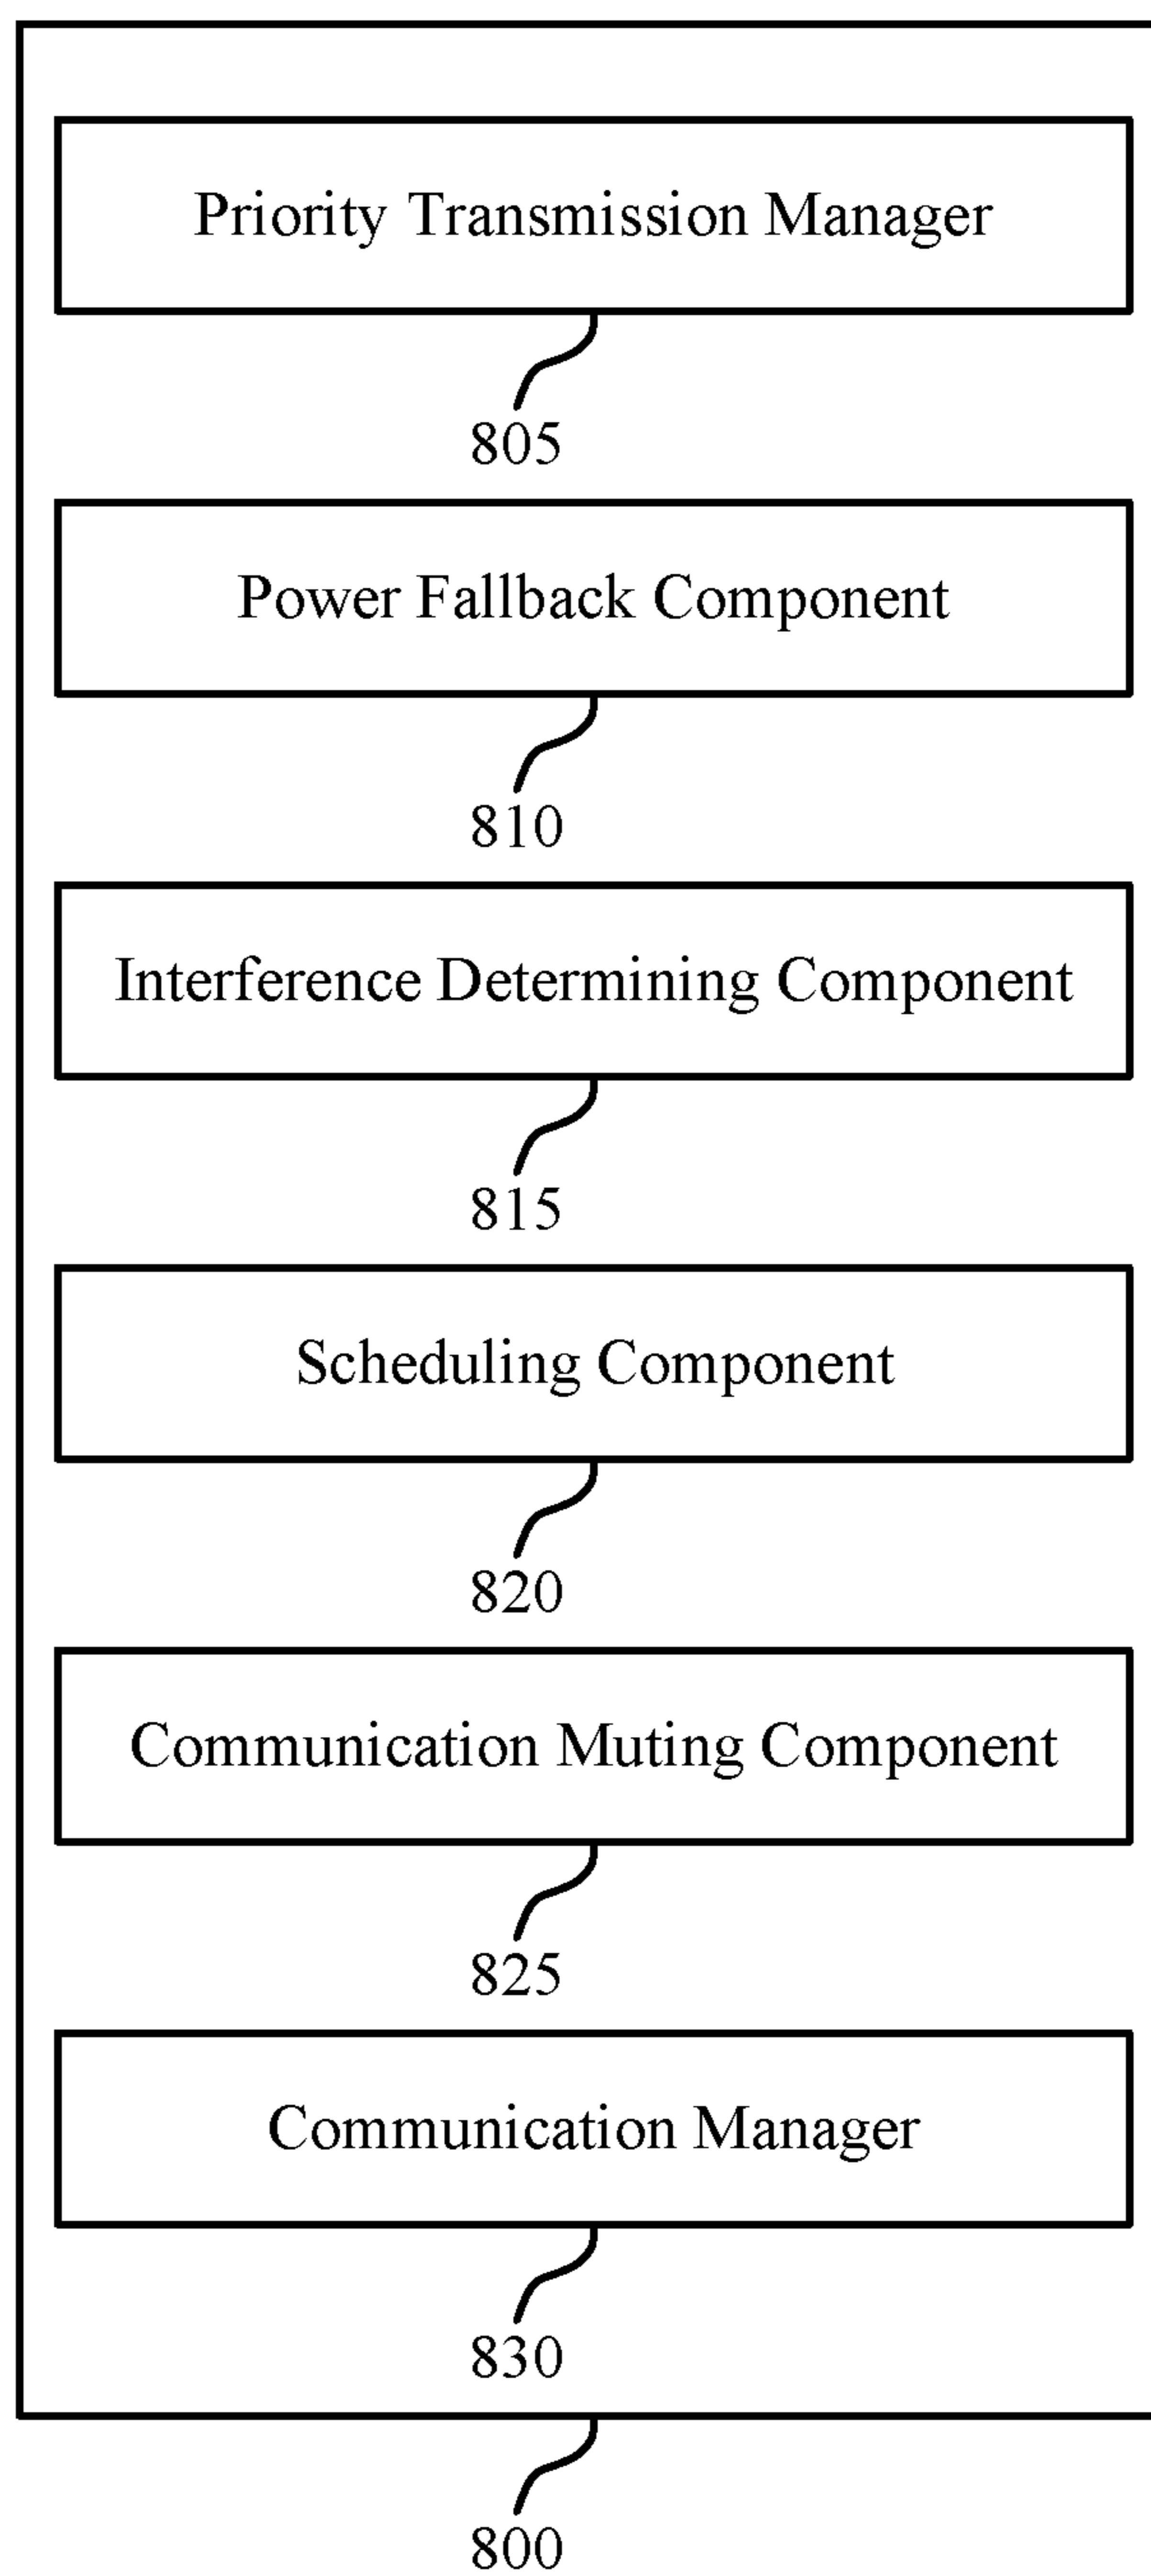 Priority Transmission Manager
805
Power Fallback Component
810
Interference Determining Component
815
Scheduling Component
820
Communication Muting Component
825
Communication Manager
830
800